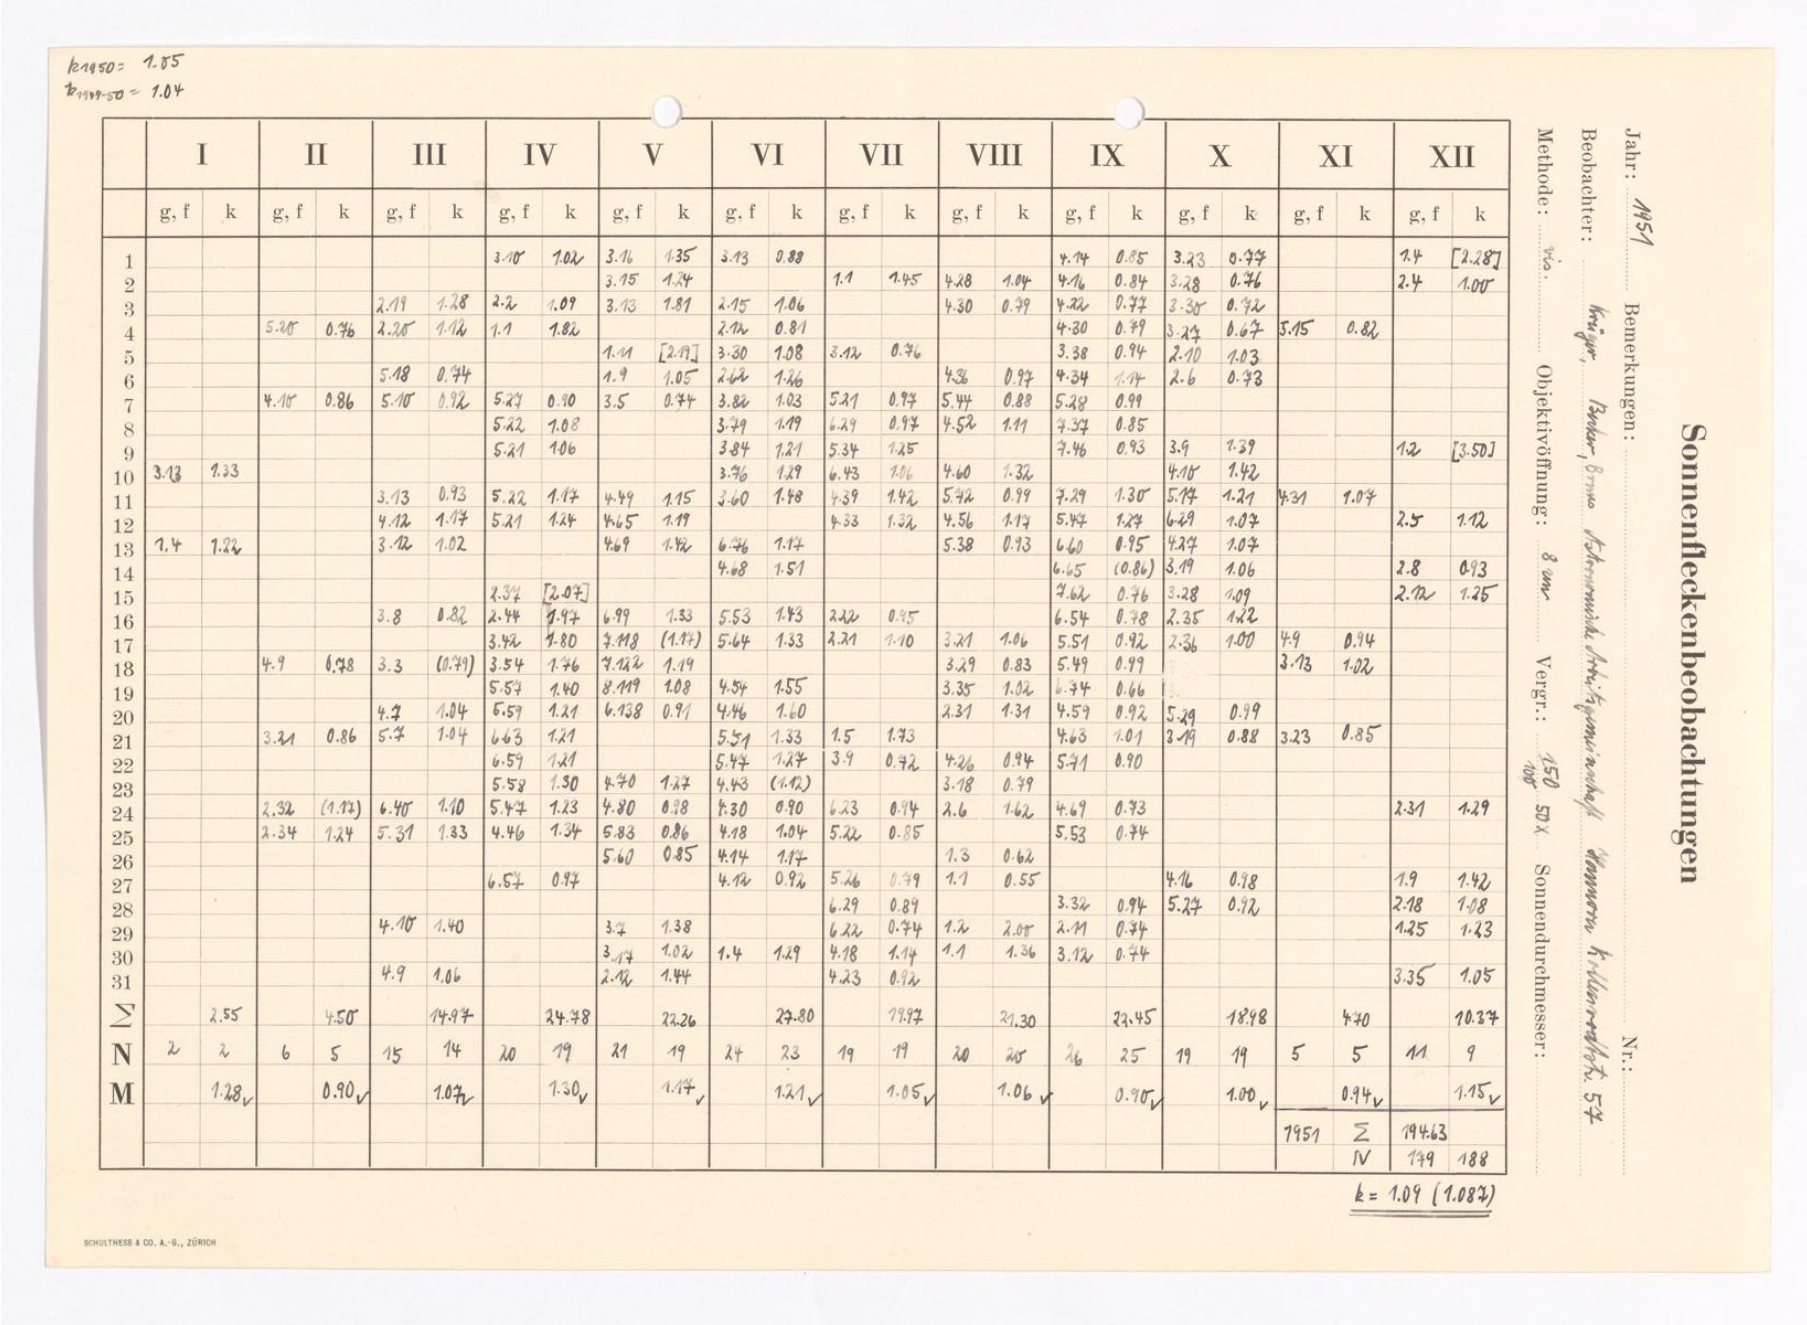 k1950 = 1.05
k1949-50 = 1.04
I II III IV V VI VII VIII IX X XI XII
g, f k g, f k g, f k g, f k g, f k g, f k g, f k g, f k g, f k g, f k g, f k g, f k
1 3.10 1.02 3.16 1.35 3.13 0.88 4.14 0.85 3.23 0.77 1.4 [2.28]
2 3.15 1.24 1.1 1.45 4.28 1.04 4.16 0.84 3.28 0.76 2.4 1.00
3 2.19 1.28 2.2 1.09 3.13 1.81 2.15 1.06 4.30 0.79 4.22 0.77 3.30 0.72
4 5.20 0.76 2.20 1.12 1.1 1.82 2.12 0.81 4.30 0.79 3.27 0.67 5.15 0.82
5 1.11 [2.19] 3.30 1.08 3.12 0.76 3.38 0.94 2.10 1.03
6 5.18 0.74 1.9 1.05 2.62 1.26 4.36 0.97 4.34 1.14 2.6 0.73
7 4.10 0.86 5.10 0.92 5.27 0.90 3.5 0.74 3.82 1.03 5.21 0.97 5.44 0.88 5.28 0.99
8 5.22 1.08 3.79 1.19 6.29 0.97 4.52 1.11 7.37 0.85
9 5.21 1.06 3.84 1.21 5.34 1.25 7.46 0.93 3.9 1.39 1.2 [3.50]
10 3.13 1.33 3.76 1.29 6.43 1.06 4.60 1.32 4.10 1.42
11 3.13 0.93 5.22 1.17 4.49 1.15 3.60 1.48 4.39 1.42 5.72 0.99 7.29 1.30 5.17 1.21 4.31 1.07
12 4.12 1.17 5.21 1.24 4.65 1.19 4.33 1.32 4.56 1.17 5.47 1.27 6.29 1.07 2.5 1.12
13 1.4 1.22 3.12 1.02 4.69 1.42 6.76 1.17 5.38 0.93 6.60 0.95 4.27 1.07
14 4.68 1.51 6.65 (0.86) 3.19 1.06 2.8 0.93
15 2.37 [2.07] 7.62 0.76 3.28 1.09 2.12 1.25
16 3.8 0.82 2.44 1.97 6.99 1.33 5.53 1.43 2.22 0.95 6.54 0.78 2.35 1.22
17 3.42 1.80 7.118 (1.17) 5.64 1.33 2.21 1.10 3.21 1.06 5.51 0.92 2.36 1.00 4.9 0.94
18 4.9 0.78 3.3 (0.79) 3.54 1.76 7.122 1.19 3.29 0.83 5.49 0.99 3.13 1.02
19 5.57 1.40 8.119 1.08 4.54 1.55 3.35 1.02 6.74 0.66
20 4.7 1.04 5.59 1.21 6.138 0.91 4.46 1.60 2.31 1.31 4.59 0.92 5.29 0.99
21 3.21 0.86 5.7 1.04 6.63 1.21 5.51 1.33 1.5 1.73 4.63 1.01 3.19 0.88 3.23 0.85
22 6.59 1.21 5.47 1.27 3.9 0.72 4.26 0.94 5.71 0.90
23 5.58 1.30 4.70 1.27 4.43 (1.12) 3.18 0.79
24 2.32 (1.17) 6.40 1.10 5.47 1.23 4.80 0.98 4.30 0.90 6.23 0.94 2.6 1.62 4.69 0.73 2.31 1.29
25 2.34 1.24 5.31 1.33 4.46 1.34 5.83 0.86 4.18 1.04 5.22 0.85 5.53 0.74
26 5.60 0.85 4.14 1.17 1.3 0.62
27 6.57 0.97 4.12 0.92 5.26 0.79 1.1 0.55 4.16 0.98 1.9 1.42
28 6.29 0.89 3.32 0.94 5.27 0.92 2.18 1.08
29 4.10 1.40 3.7 1.38 6.22 0.74 1.2 2.00 2.11 0.74 1.25 1.23
30 3.17 1.02 1.4 1.29 4.18 1.14 1.1 1.36 3.12 0.74
31 4.9 1.06 2.12 1.44 4.23 0.92 3.35 1.05
Σ 2.55 4.50 14.97 24.78 22.26 27.80 19.97 21.30 22.45 18.98 4.70 10.37
N 2 2 6 5 15 14 20 19 21 19 24 23 19 19 20 20 26 25 19 19 5 5 11 9
M 1.28 0.90 1.07 1.30 1.17 1.21 1.05 1.06 0.90 1.00 0.94 1.15
1951 Σ 194.63
N 179 188
k = 1.09 (1.087)
SCHULTHESS & CO. A.-G., ZÜRICH
Sonnenfleckenbeobachtungen
Jahr: 1951 Bemerkungen: Nr.:
Beobachter: Krüger, Astronomische Arbeitsgemeinschaft Hannover 57
Methode: vis. Objektivöffnung: 8 cm Vergr.: 150 100 50x Sonnendurchmesser: